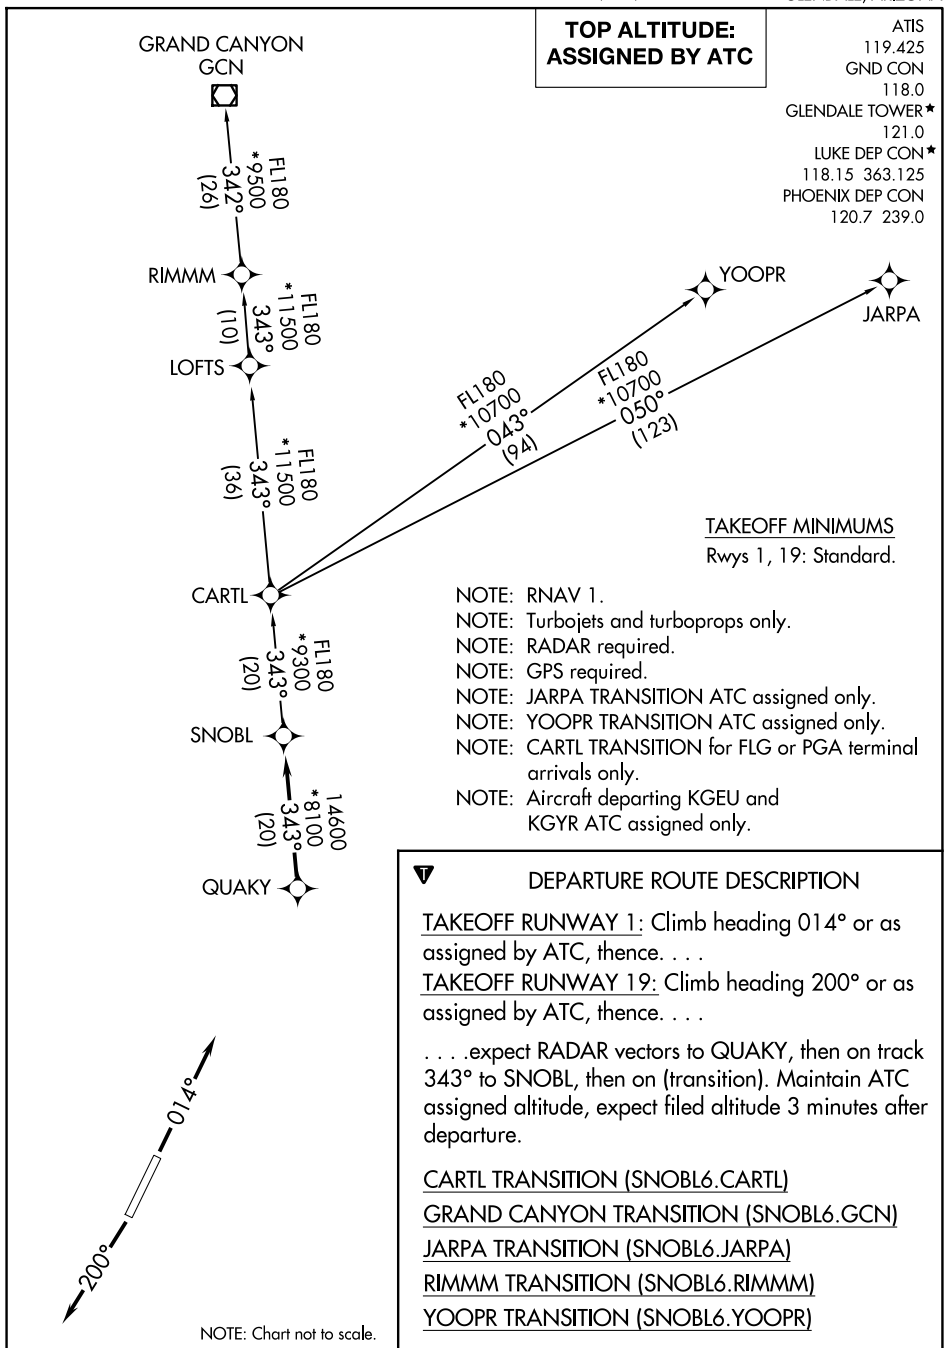 TOP ALTITUDE:
ASSIGNED BY ATC
ATIS
119.425
GND CON
118.0
GLENDALE TOWER★
121.0
LUKE DEP CON★
118.15 363.125
PHOENIX DEP CON
120.7 239.0
GRAND CANYON
GCN
FL180
*9500
342°
(26)
RIMMM
FL180
*11500
343°
(10)
LOFTS
FL180
*11500
343°
(36)
YOOPR
JARPA
FL180
*10700
043°
(94)
FL180
*10700
050°
(123)
CARTL
FL180
*9300
343°
(20)
SNOBL
14600
*8100
343°
(20)
QUAKY
TAKEOFF MINIMUMS
Rwys 1, 19: Standard.
NOTE: RNAV 1.
NOTE: Turbojets and turboprops only.
NOTE: RADAR required.
NOTE: GPS required.
NOTE: JARPA TRANSITION ATC assigned only.
NOTE: YOOPR TRANSITION ATC assigned only.
NOTE: CARTL TRANSITION for FLG or PGA terminal
arrivals only.
NOTE: Aircraft departing KGEU and
KGYR ATC assigned only.
T
DEPARTURE ROUTE DESCRIPTION
TAKEOFF RUNWAY 1: Climb heading 014° or as
assigned by ATC, thence. . . .
TAKEOFF RUNWAY 19: Climb heading 200° or as
assigned by ATC, thence. . . .
. . . .expect RADAR vectors to QUAKY, then on track
343° to SNOBL, then on (transition). Maintain ATC
assigned altitude, expect filed altitude 3 minutes after
departure.
CARTL TRANSITION (SNOBL6.CARTL)
GRAND CANYON TRANSITION (SNOBL6.GCN)
JARPA TRANSITION (SNOBL6.JARPA)
RIMMM TRANSITION (SNOBL6.RIMMM)
YOOPR TRANSITION (SNOBL6.YOOPR)
014°
200°
NOTE: Chart not to scale.